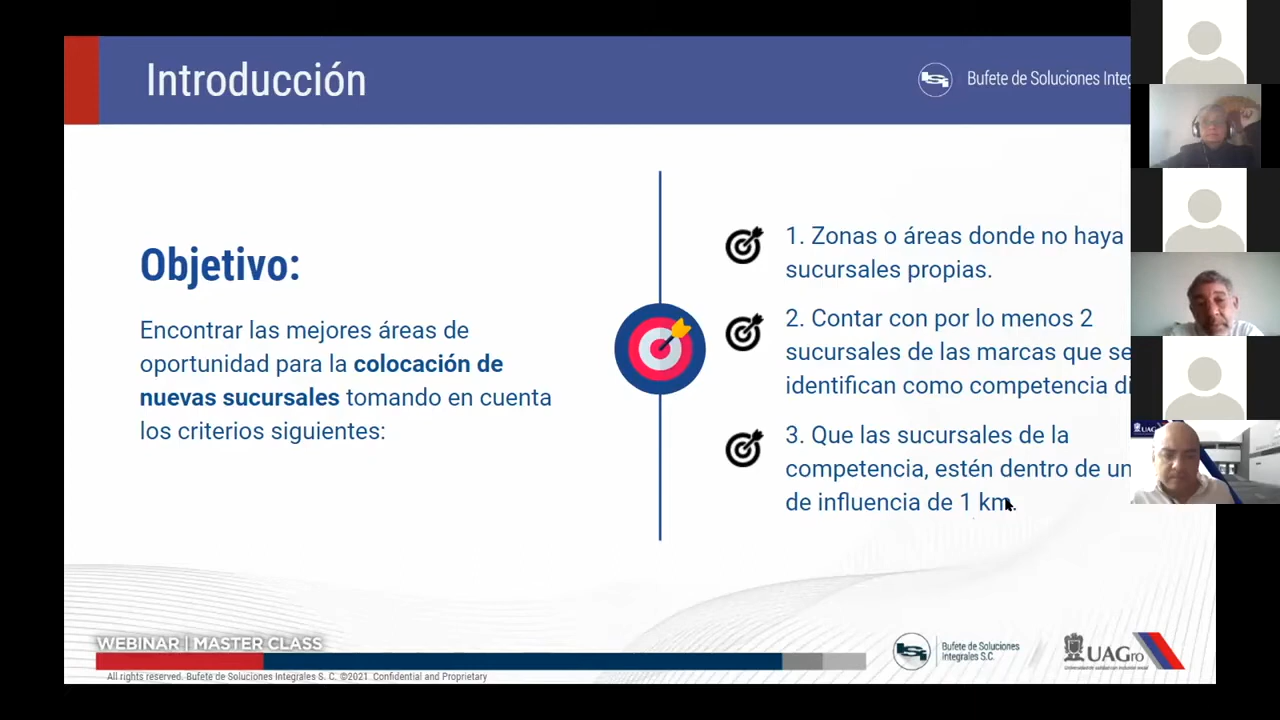 Introducción
Bufete de Soluciones
Objetivo:
Encontrar las mejores áreas de
oportunidad para la colocación de
nuevas sucursales tomando en cuenta
los criterios siguientes:
1. Zonas o áreas donde no haya
sucursales propias.
2. Contar con por lo menos 2
sucursales de las marcas que se
identifican como competencia
3. Que las sucursales de la
competencia, estén dentro de un
de influencia de 1 km.
WEBINAR | MASTER CLASS
All rights reserved. Bufete de Soluciones Integrales S. C. ©2021. Confidential and Proprietary
Bufete de Soluciones
Integrales S.C.
UAGro